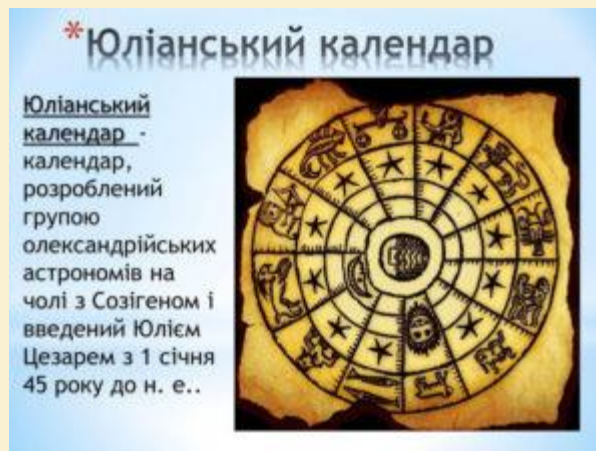 *Юліанський календар
Юліанський
календар -
календар,
розроблений
групою
олександрійських
астрономів на
чолі з Созігеном і
введений Юлієм
Цезарем з 1 січня
45 року до н. е..